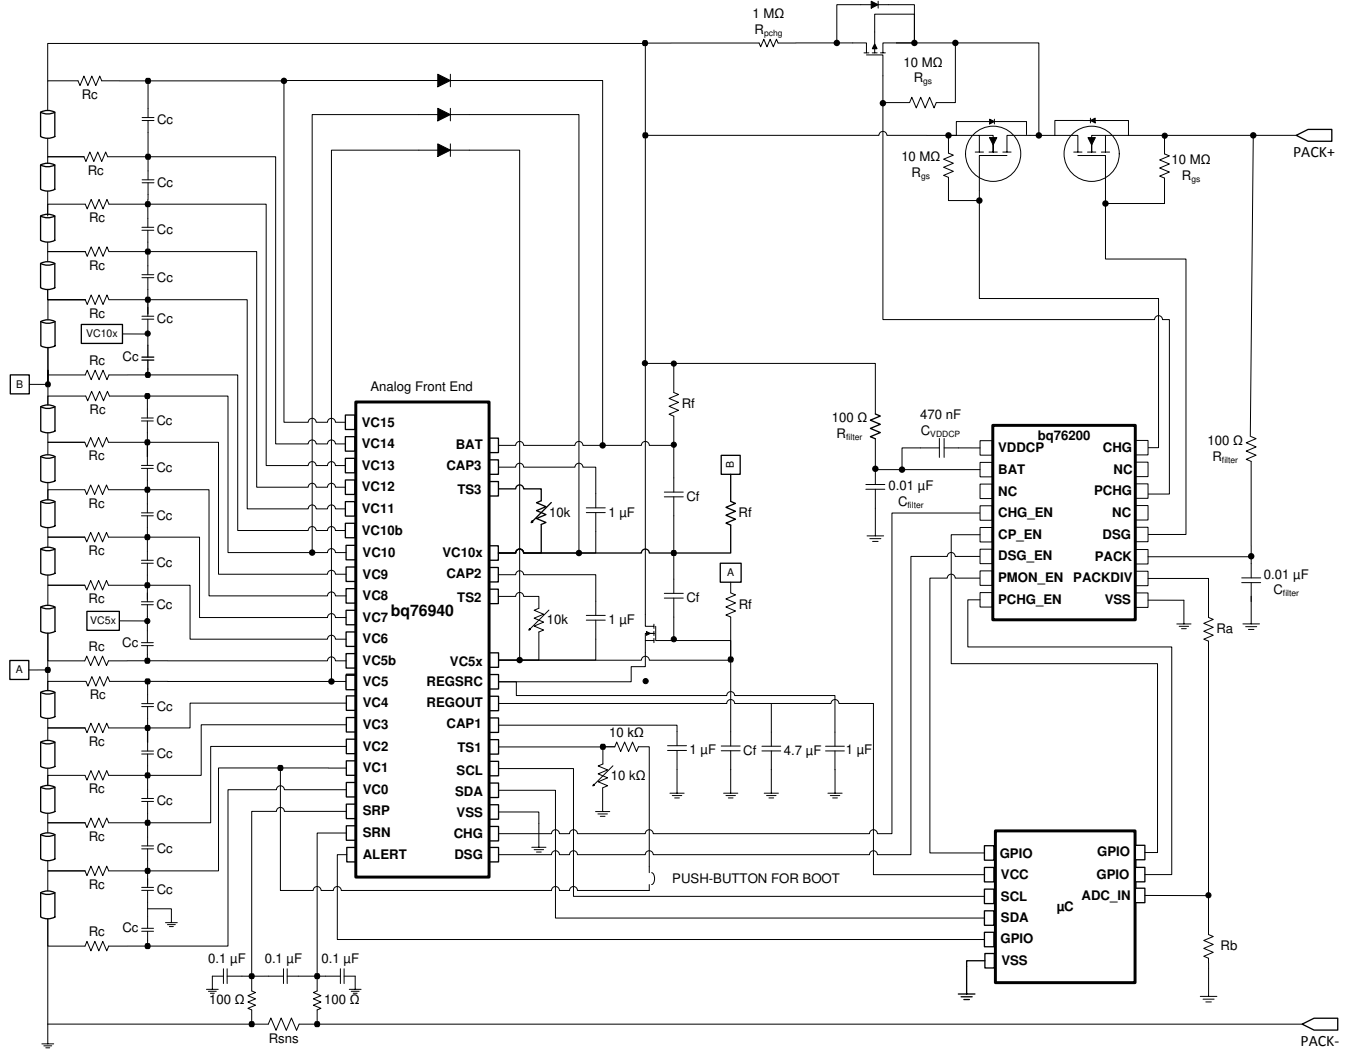 1 MΩ
Rpchg
10 MΩ
Rgs
Rc
Cc
Rc
Cc
10 MΩ
Rgs
10 MΩ
Rgs
PACK+
Rc
Cc
Rc
Cc
Rc
Cc
VC10x
Cc
Rc
B
Analog Front End
Rc
Cc
Rc
Cc
Rc
Cc
Rc
Cc
Rc
Cc
VC5x
Cc
Rc
A
Rc
Cc
Rc
Cc
Rc
Cc
Rc
Cc
Rc
Cc
Cc
Rc
bq76940
VC15
VC14
VC13
VC12
VC11
VC10b
VC10
VC9
VC8
VC7
VC6
VC5b
VC5
VC4
VC3
VC2
VC1
VC0
SRP
SRN
ALERT
BAT
CAP3
TS3
VC10x
CAP2
TS2
VC5x
REGSRC
REGOUT
CAP1
TS1
SCL
SDA
VSS
CHG
DSG
10k
1 µF
10k
1 µF
Rf
Cf
B
Rf
Cf
A
Rf
10 kΩ
10 kΩ
1 µF
Cf
4.7 µF
1 µF
PUSH-BUTTON FOR BOOT
100 Ω
Rfilter
470 nF
CVDDCP
0.01 µF
Cfilter
bq76200
VDDCP
BAT
NC
CHG_EN
CP_EN
DSG_EN
PMON_EN
PCHG_EN
CHG
NC
PCHG
NC
DSG
PACK
PACKDIV
VSS
100 Ω
Rfilter
0.01 µF
Cfilter
Ra
Rb
GPIO
VCC
SCL
SDA
GPIO
VSS
µC
GPIO
GPIO
ADC_IN
0.1 µF
0.1 µF
0.1 µF
100 Ω
100 Ω
Rsns
PACK-